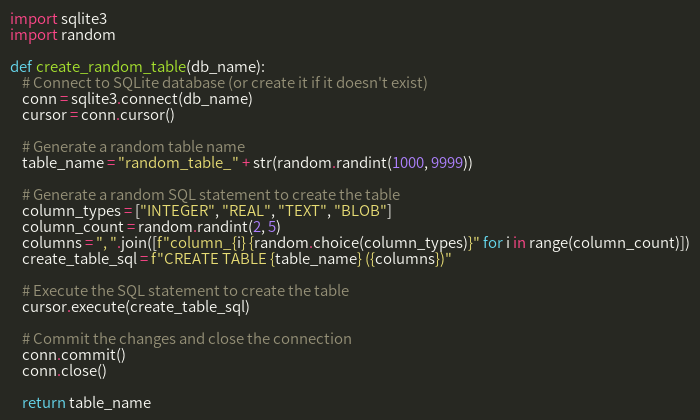 import sqlite3
import random

def create_random_table(db_name):
    # Connect to SQLite database (or create it if it doesn't exist)
    conn = sqlite3.connect(db_name)
    cursor = conn.cursor()

    # Generate a random table name
    table_name = "random_table_" + str(random.randint(1000, 9999))

    # Generate a random SQL statement to create the table
    column_types = ["INTEGER", "REAL", "TEXT", "BLOB"]
    column_count = random.randint(2, 5)
    columns = ", ".join([f"column_{i} {random.choice(column_types)}" for i in range(column_count)])
    create_table_sql = f"CREATE TABLE {table_name} ({columns})"

    # Execute the SQL statement to create the table
    cursor.execute(create_table_sql)

    # Commit the changes and close the connection
    conn.commit()
    conn.close()

    return table_name